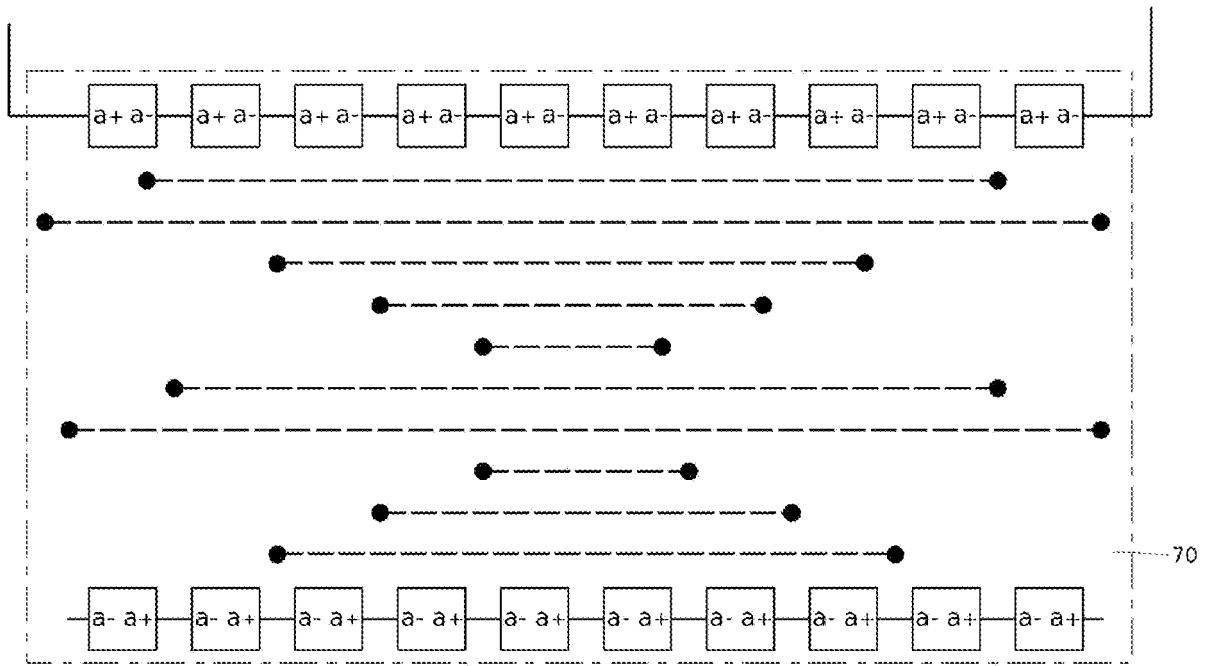 a+ a- a+ a- a+ a- a+ a- a+ a- a+ a- a+ a- a+ a- a+ a- a+ a-
70
a- a+ a- a+ a- a+ a- a+ a- a+ a- a+ a- a+ a- a+ a- a+ a- a+